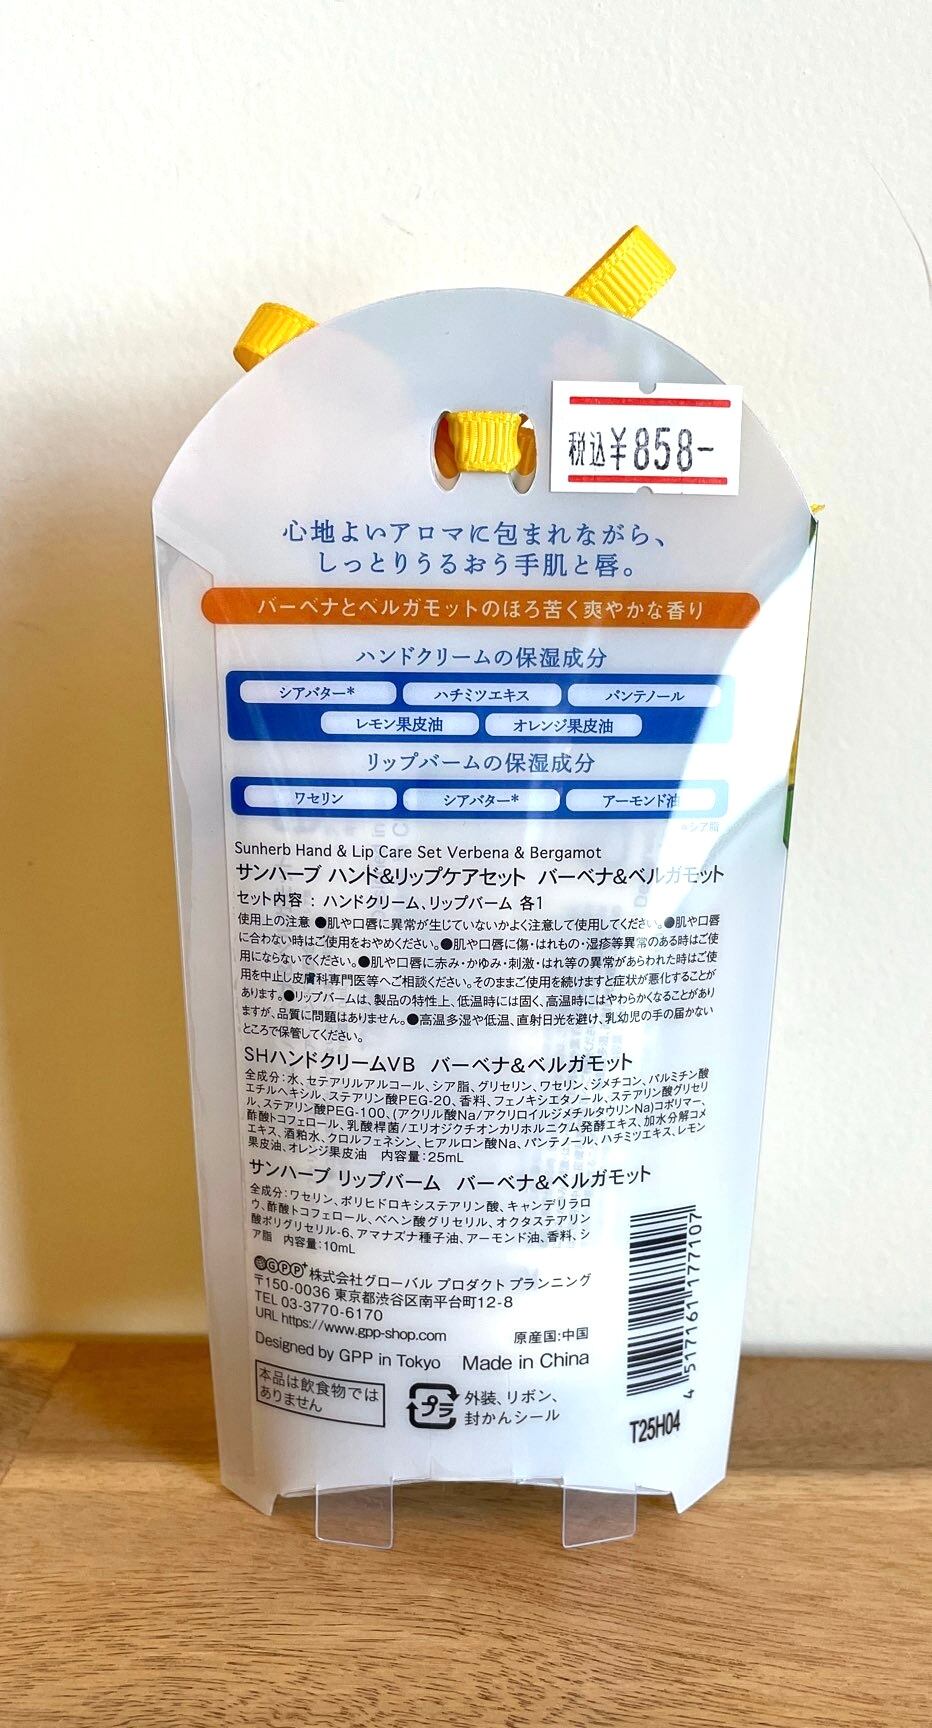 税込¥858-
心地よいアロマに包まれながら、
しっとりうるおう手肌と唇。
バーベナとベルガモットのほろ苦く爽やかな香り
ハンドクリームの保湿成分
シアバター* ハチミツエキス パンテノール
レモン果皮油 オレンジ果皮油
リップバームの保湿成分
ワセリン シアバター* アーモンド油
*シア脂
Sunherb Hand & Lip Care Set Verbena & Bergamot
サンハーブ ハンド&リップケアセット バーベナ&ベルガモット
セット内容：ハンドクリーム、リップバーム 各1
使用上の注意 ●肌や口唇に異常が生じていないかよく注意して使用してください。●肌や口唇
に合わない時はご使用をおやめください。●肌や口唇に傷・はれもの・湿疹等異常のある時はご使
用にならないでください。●肌や口唇に赤み・かゆみ・刺激・はれ等の異常があらわれた時はご使
用を中止し皮膚科専門医等へご相談ください。そのままご使用を続けますと症状が悪化することが
あります。●リップバームは、製品の特性上、低温時には固く、高温時にはやわらかくなることがあり
ますが、品質に問題はありません。●高温多湿や低温、直射日光を避け、乳幼児の手の届かない
ところで保管してください。
SHハンドクリームVB バーベナ&ベルガモット
全成分：水、セテアリルアルコール、シア脂、グリセリン、ワセリン、ジメチコン、パルミチン酸
エチルヘキシル、ステアリン酸PEG-20、香料、フェノキシエタノール、ステアリン酸グリセリ
ル、ステアリン酸PEG-100、(アクリル酸Na/アクリロイルジメチルタウリンNa)コポリマー、
酢酸トコフェロール、乳酸桿菌/エリオジクチオンカリホルニクム発酵エキス、加水分解コメ
エキス、酒粕水、クロルフェネシン、ヒアルロン酸Na、パンテノール、ハチミツエキス、レモン
果皮油、オレンジ果皮油 内容量：25mL
サンハーブ リップバーム バーベナ&ベルガモット
全成分：ワセリン、ポリヒドロキシステアリン酸、キャンデリラロ
ウ、酢酸トコフェロール、ベヘン酸グリセリル、オクタステアリン
酸ポリグリセリル-6、アマナズナ種子油、アーモンド油、香料、シ
ア脂 内容量：10mL
GPP+ 株式会社グローバル プロダクト プランニング
〒150-0036 東京都渋谷区南平台町12-8
TEL 03-3770-6170
URL https://www.gpp-shop.com 原産国：中国
Designed by GPP in Tokyo Made in China
本品は飲食物では
ありません
プラ 外装、リボン、
封かんシール
4 517161 177107
T25H04